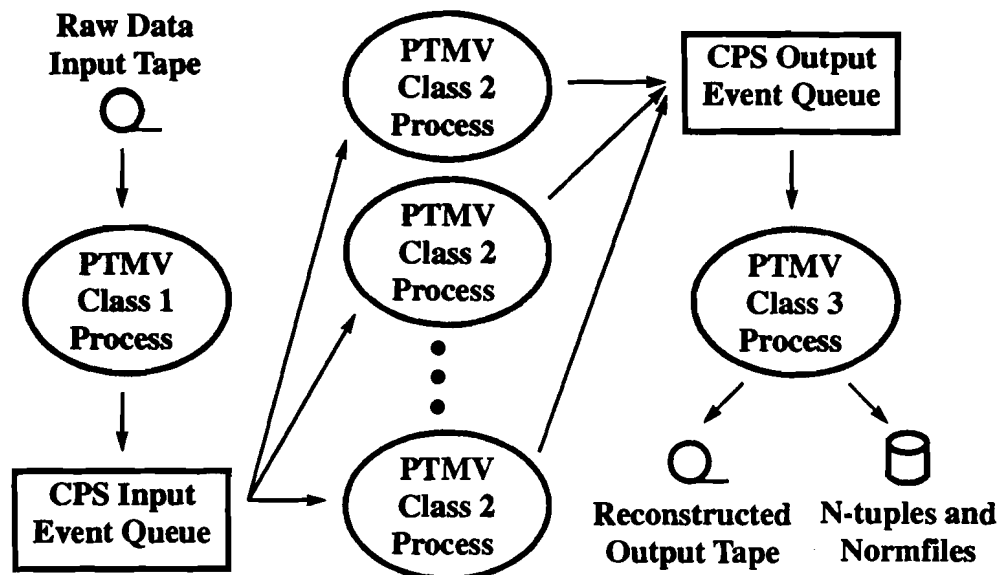 Raw Data
Input Tape
PTMV
Class 1
Process
CPS Input
Event Queue
PTMV
Class 2
Process
PTMV
Class 2
Process
PTMV
Class 2
Process
CPS Output
Event Queue
PTMV
Class 3
Process
Reconstructed
Output Tape
N-tuples and
Normfiles